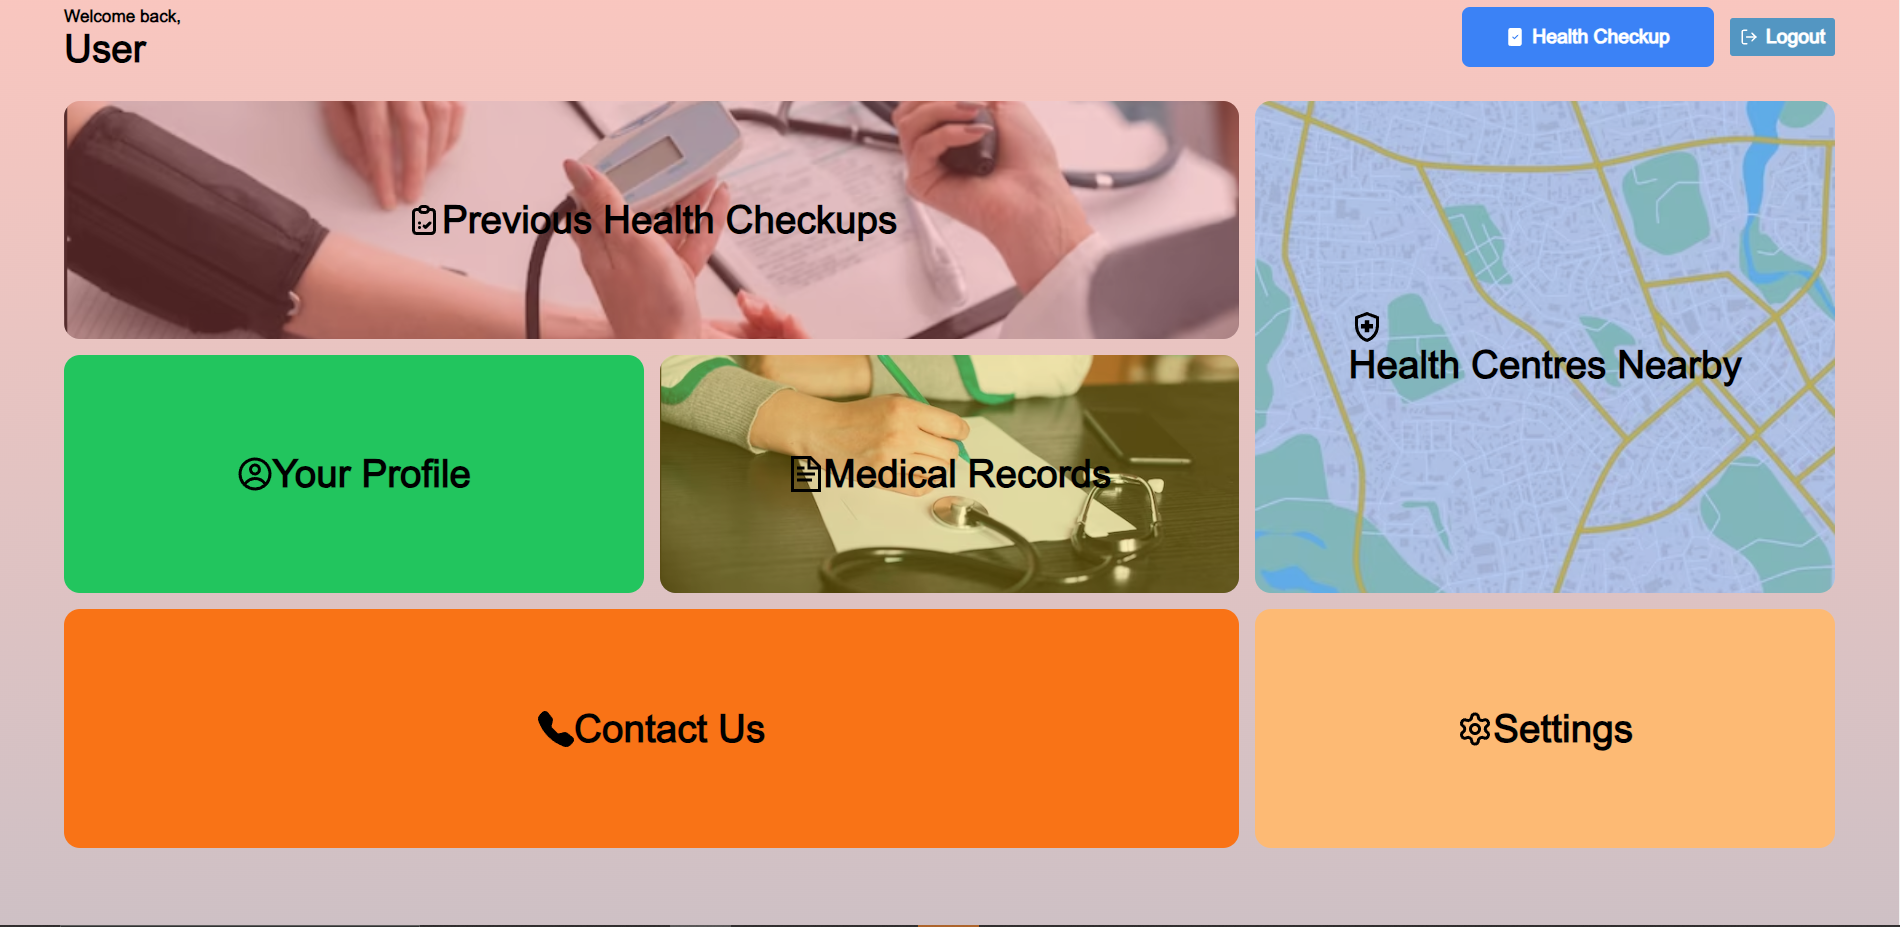 Welcome back,
User
Health Checkup
Logout
Previous Health Checkups
Health Centres Nearby
Your Profile
Medical Records
Contact Us
Settings